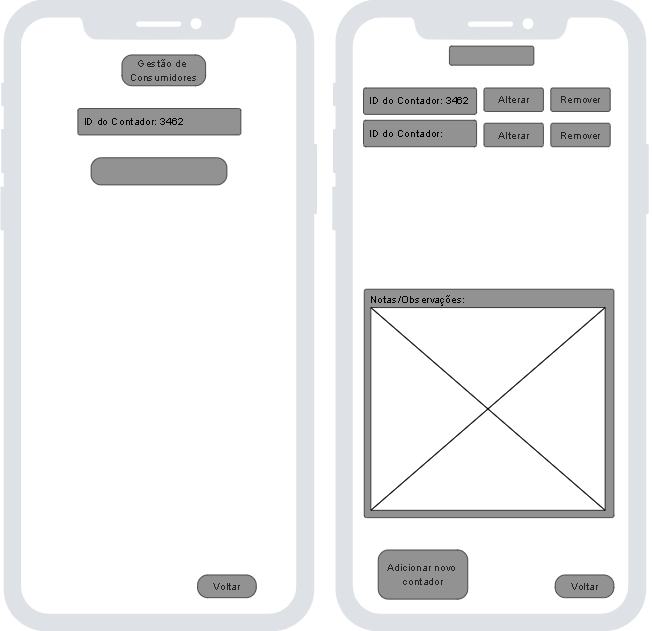 Gestão de
Consumidores
ID do Contador: 3462
Voltar
ID do Contador: 3462
Alterar
Remover
ID do Contador:
Alterar
Remover
Notas/Observações:
Adicionar novo
contador
Voltar